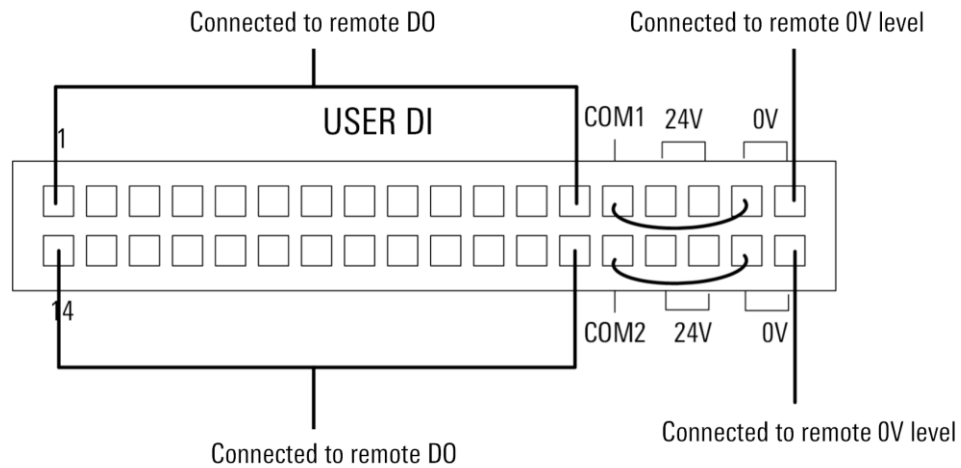 Connected to remote DO
Connected to remote 0V level
USER DI
COM1
24V
0V
1
14
COM2
24V
0V
Connected to remote DO
Connected to remote 0V level